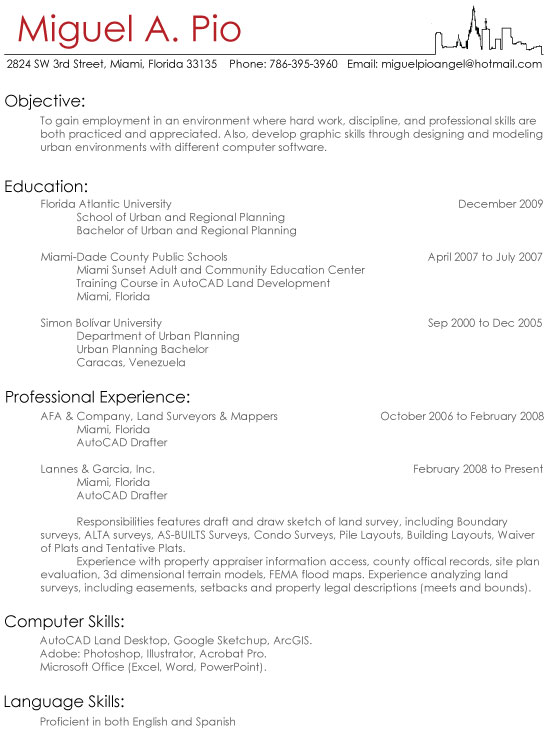 Miguel A. Pio
2824 SW 3rd Street, Miami, Florida 33135 Phone: 786-395-3960 Email: miguelpioangel@hotmail.com
Objective:
To gain employment in an environment where hard work, discipline, and professional skills are
both practiced and appreciated. Also, develop graphic skills through designing and modeling
urban environments with different computer software.
Education:
Florida Atlantic University December 2009
School of Urban and Regional Planning
Bachelor of Urban and Regional Planning
Miami-Dade County Public Schools April 2007 to July 2007
Miami Sunset Adult and Community Education Center
Training Course in AutoCAD Land Development
Miami, Florida
Simon Bolívar University Sep 2000 to Dec 2005
Department of Urban Planning
Urban Planning Bachelor
Caracas, Venezuela
Professional Experience:
AFA & Company, Land Surveyors & Mappers October 2006 to February 2008
Miami, Florida
AutoCAD Drafter
Lannes & Garcia, Inc. February 2008 to Present
Miami, Florida
AutoCAD Drafter
Responsibilities features draft and draw sketch of land survey, including Boundary
surveys, ALTA surveys, AS-BUILTS Surveys, Condo Surveys, Pile Layouts, Building Layouts, Waiver
of Plats and Tentative Plats.
Experience with property appraiser information access, county offical records, site plan
evaluation, 3d dimensional terrain models, FEMA flood maps. Experience analyzing land
surveys, including easements, setbacks and property legal descriptions (meets and bounds).
Computer Skills:
AutoCAD Land Desktop, Google Sketchup, ArcGIS.
Adobe: Photoshop, Illustrator, Acrobat Pro.
Microsoft Office (Excel, Word, PowerPoint).
Language Skills:
Proficient in both English and Spanish